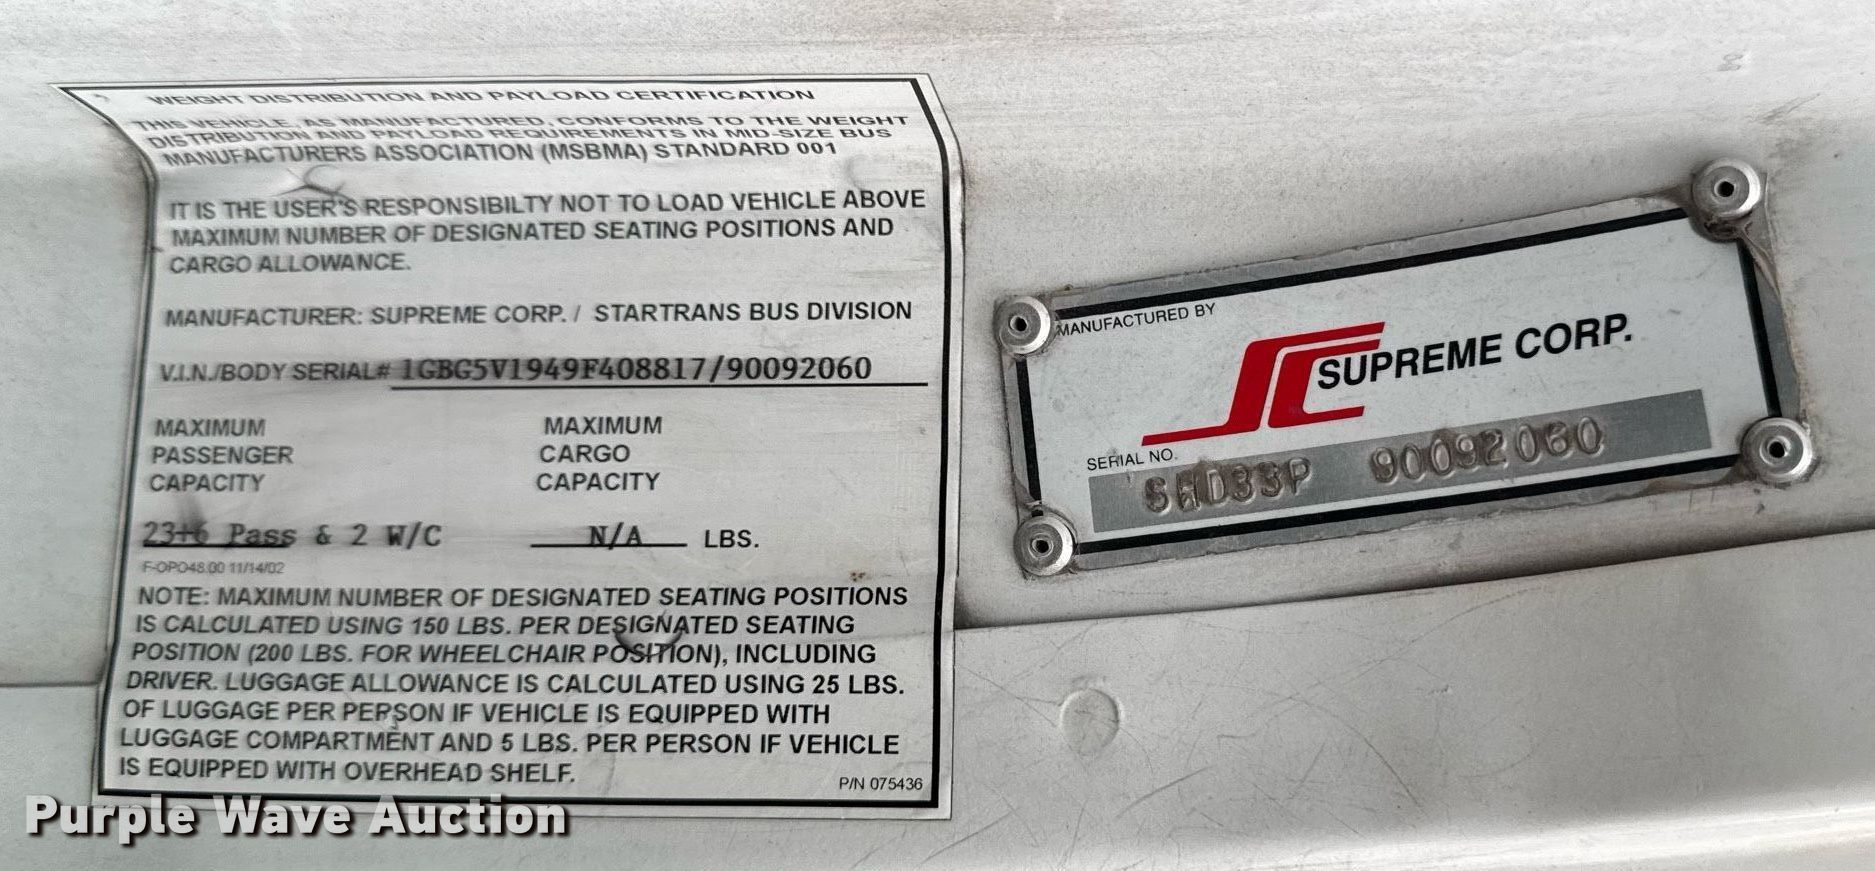 WEIGHT DISTRIBUTION AND PAYLOAD CERTIFICATION
THIS VEHICLE, AS MANUFACTURED, CONFORMS TO THE WEIGHT
DISTRIBUTION AND PAYLOAD REQUIREMENTS IN MID-SIZE BUS
MANUFACTURERS ASSOCIATION (MSBMA) STANDARD 001
IT IS THE USER'S RESPONSIBILTY NOT TO LOAD VEHICLE ABOVE
MAXIMUM NUMBER OF DESIGNATED SEATING POSITIONS AND
CARGO ALLOWANCE.
MANUFACTURER: SUPREME CORP. / STARTRANS BUS DIVISION
V.I.N./BODY SERIAL# 1GBG5V1949F408817/90092060
MAXIMUM
PASSENGER
CAPACITY
MAXIMUM
CARGO
CAPACITY
23+6 Pass & 2 W/C
N/A LBS.
F-OPO48.00 11/14/02
NOTE: MAXIMUM NUMBER OF DESIGNATED SEATING POSITIONS
IS CALCULATED USING 150 LBS. PER DESIGNATED SEATING
POSITION (200 LBS. FOR WHEELCHAIR POSITION), INCLUDING
DRIVER. LUGGAGE ALLOWANCE IS CALCULATED USING 25 LBS.
OF LUGGAGE PER PERSON IF VEHICLE IS EQUIPPED WITH
LUGGAGE COMPARTMENT AND 5 LBS. PER PERSON IF VEHICLE
IS EQUIPPED WITH OVERHEAD SHELF.
P/N 075436
MANUFACTURED BY
SUPREME CORP.
SERIAL NO.
SHD33P 90092060
Purple Wave Auction